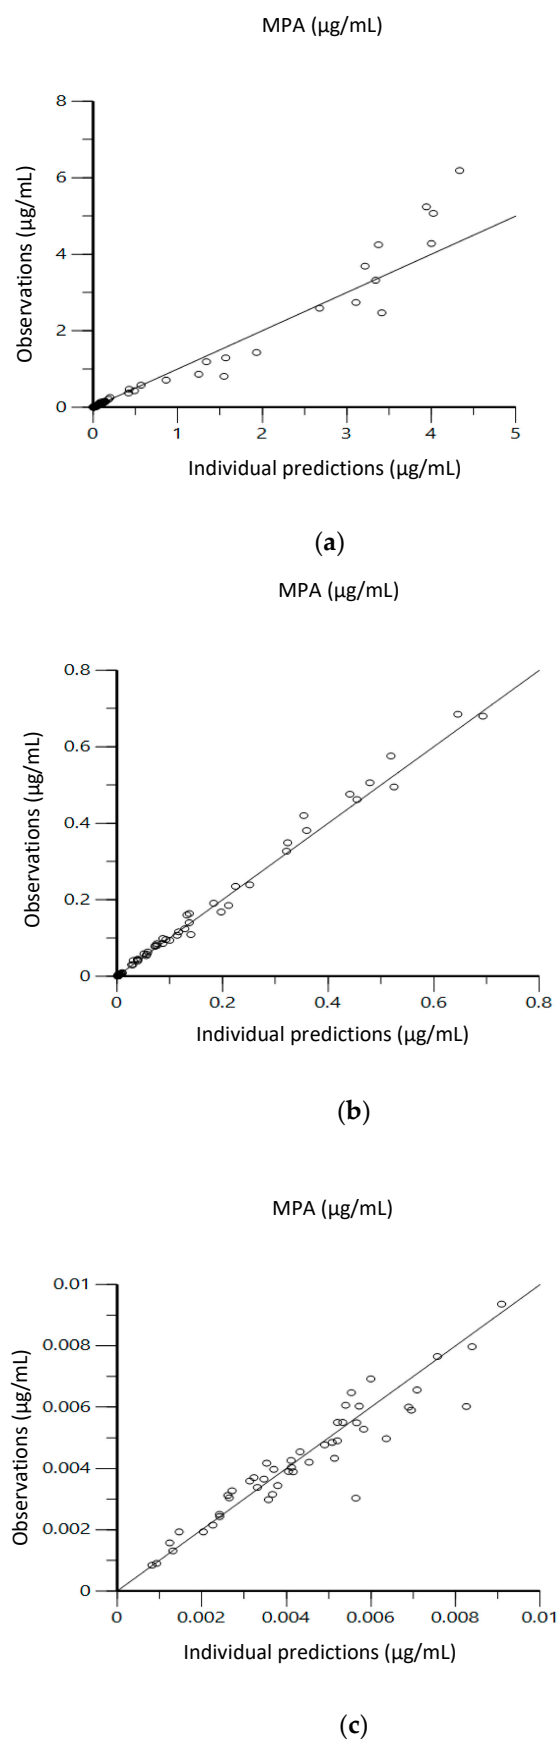 MPA (µg/mL)
8
6
4
2
0
Observations (µg/mL)
0 1 2 3 4 5
Individual predictions (µg/mL)
(a)
MPA (µg/mL)
0.8
0.6
0.4
0.2
0
Observations (µg/mL)
0 0.2 0.4 0.6 0.8
Individual predictions (µg/mL)
(b)
MPA (µg/mL)
0.01
0.008
0.006
0.004
0.002
0
Observations (µg/mL)
0 0.002 0.004 0.006 0.008 0.01
Individual predictions (µg/mL)
(c)